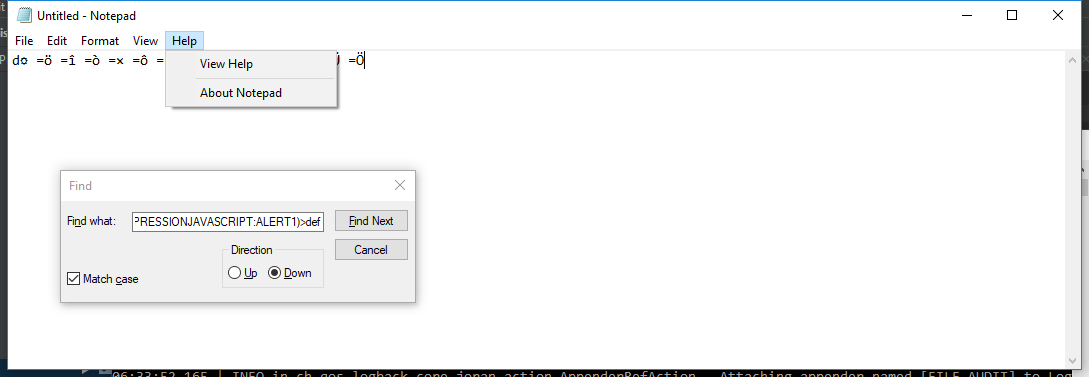 Untitled - Notepad
File Edit Format View Help
d¤ =ö =î =ò =× =ô = =Ö
View Help
About Notepad
Find
Find what: PRESSIONJAVASCRIPT:ALERT1)>def Find Next
Direction Cancel
Up Down
Match case
06:33:52,165 | INFO in ch.qos.logback.core.joran.action.AppenderRefAction - Attaching appender named [FILE_AUDIT] to Log